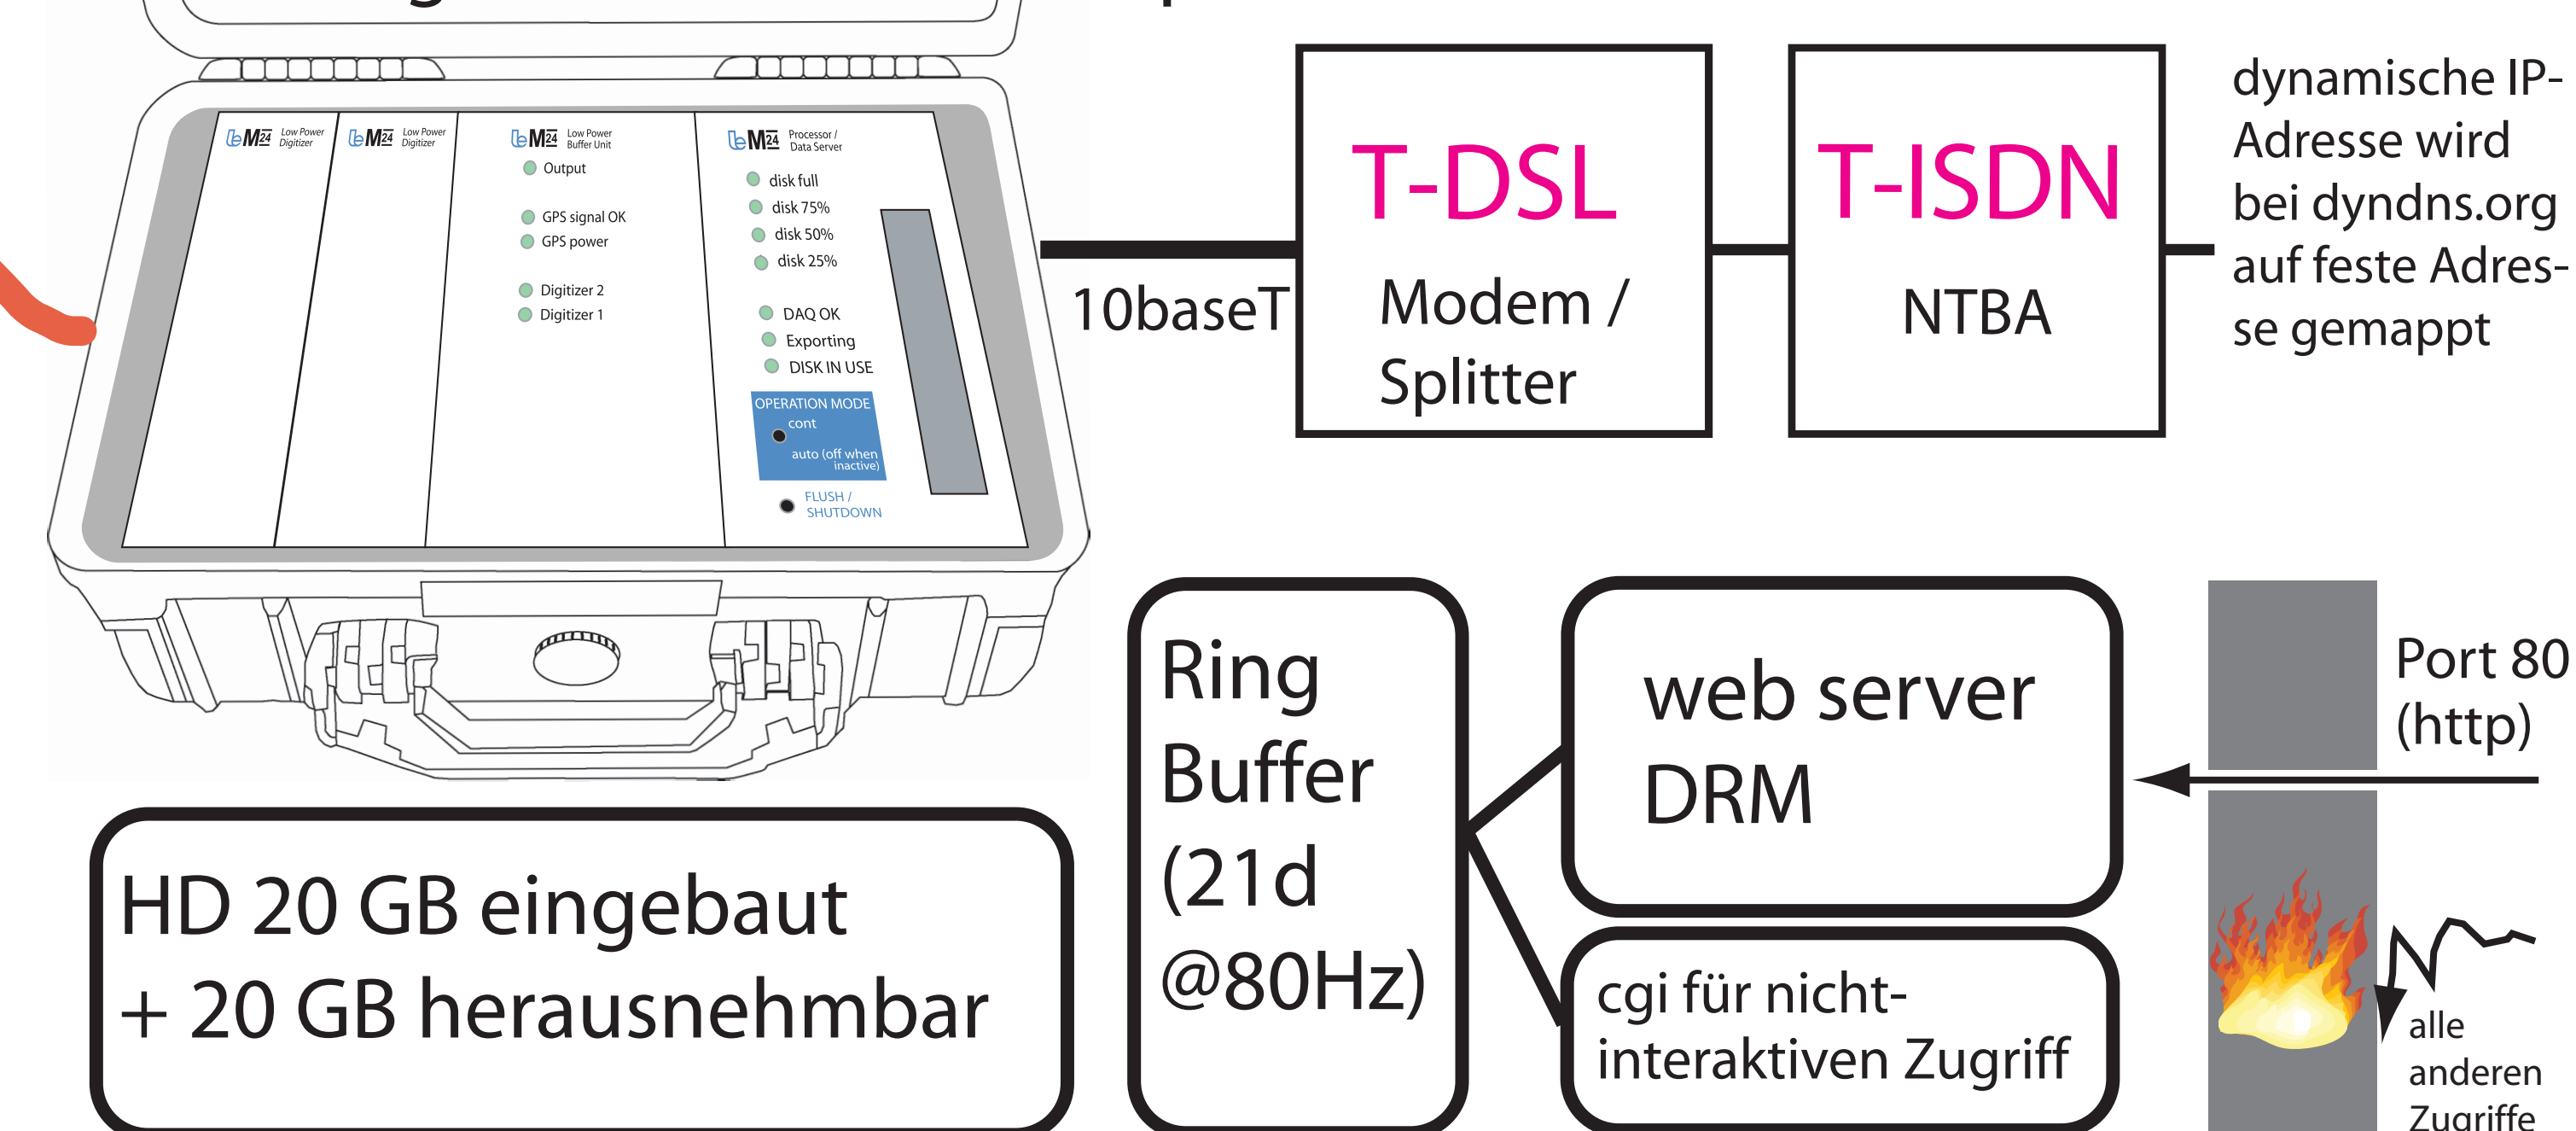 leM24 Low Power
Digitizer
leM24 Low Power
Digitizer
leM24 Low Power
Buffer Unit
Output
GPS signal OK
GPS power
Digitizer 2
Digitizer 1
leM24 Processor /
Data Server
disk full
disk 75%
disk 50%
disk 25%
DAQ OK
Exporting
DISK IN USE
OPERATION MODE
cont
auto (off when
inactive)
FLUSH /
SHUTDOWN
10baseT
T-DSL
Modem /
Splitter
T-ISDN
NTBA
dynamische IP-
Adresse wird
bei dyndns.org
auf feste Adres-
se gemappt
HD 20 GB eingebaut
+ 20 GB herausnehmbar
Ring
Buffer
(21d
@80Hz)
web server
DRM
cgi für nicht-
interaktiven Zugriff
Port 80
(http)
alle
anderen
Zugriffe